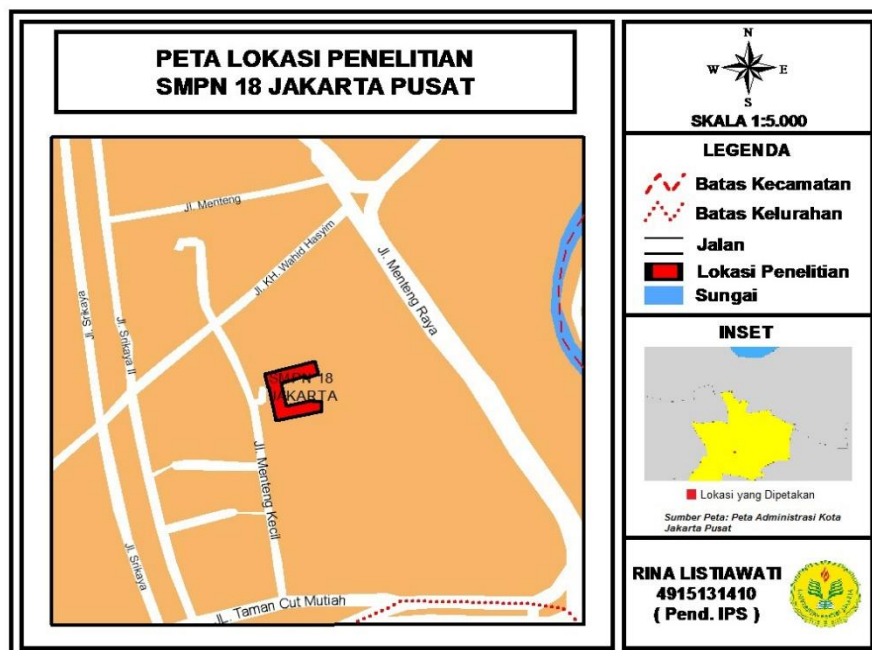 PETA LOKASI PENELITIAN
SMPN 18 JAKARTA PUSAT
N
W E
S
SKALA 1:5.000
LEGENDA
Batas Kecamatan
Batas Kelurahan
Jalan
Lokasi Penelitian
Sungai
INSET
Lokasi yang Dipetakan
Sumber Peta: Peta Administrasi Kota
Jakarta Pusat
RINA LISTIAWATI
4915131410
( Pend. IPS )
Jl. Menteng
Jl. KH. Wahid Hasyim
Jl. Menteng Raya
Jl. Srikaya
Jl. Srikaya II
SMPN 18
JAKARTA
Jl. Menteng Kecil
Jl. Srikaya
JL. Taman Cut Mutiah